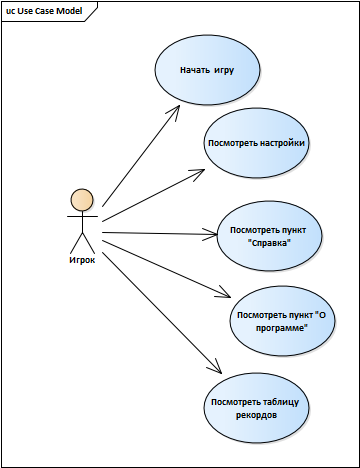 uc Use Case Model
Начать игру
Посмотреть настройки
Посмотреть пункт
"Справка"
Игрок
Посмотреть пункт "О
программе"
Посмотреть таблицу
рекордов